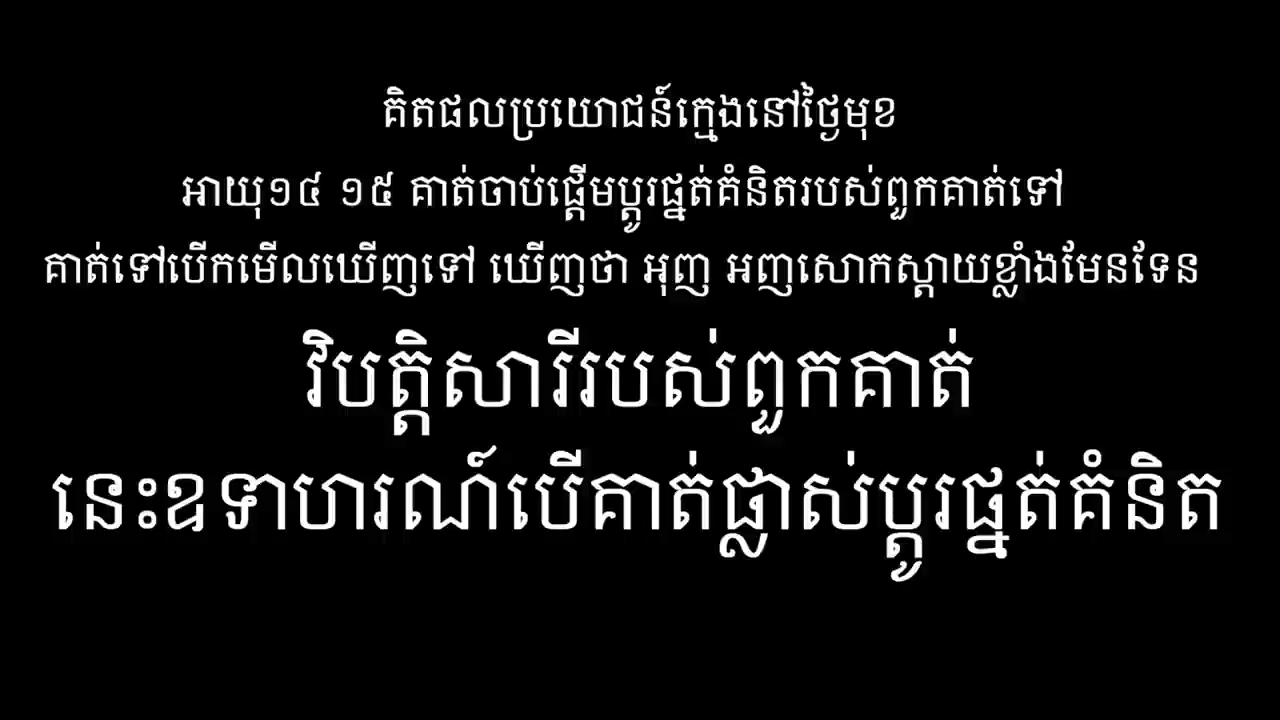 គិតផលប្រយោជន៍ក្មេងនៅថ្ងៃមុខ
អាយុ១៤ ១៥ គាត់ចាប់ផ្ដើមប្ដូរផ្នត់គំនិតរបស់ពួកគាត់ទៅ
គាត់ទៅបើកមើលឃើញទៅ ឃើញថា អុញ អញសោកស្ដាយខ្លាំងមែនទែន
វិបត្តិសារីរបស់ពួកគាត់
នេះឧទាហរណ៍បើគាត់ផ្លាស់ប្ដូរផ្នត់គំនិត